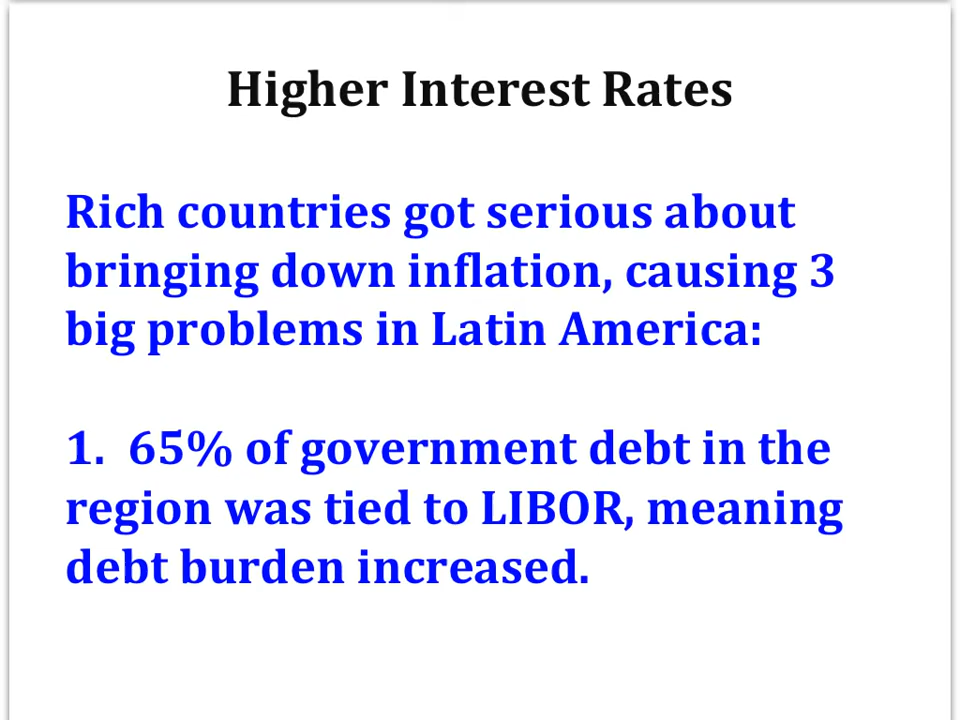 Higher Interest Rates
Rich countries got serious about
bringing down inflation, causing 3
big problems in Latin America:
1. 65% of government debt in the
region was tied to LIBOR, meaning
debt burden increased.